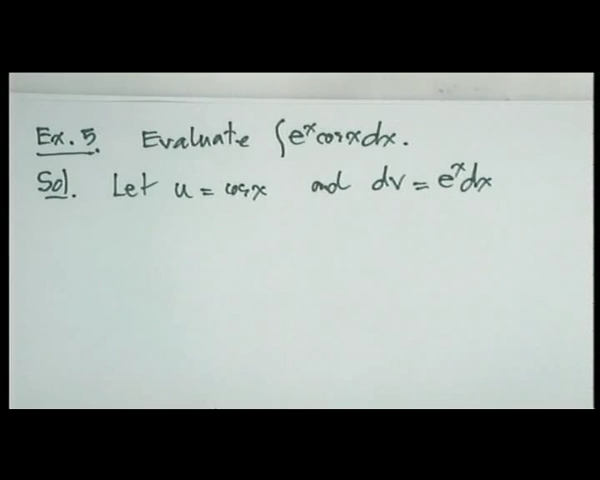 Ex. 5. Evaluate ∫e^x cos x dx.
Sol. Let u = cos x and dv = e^x dx